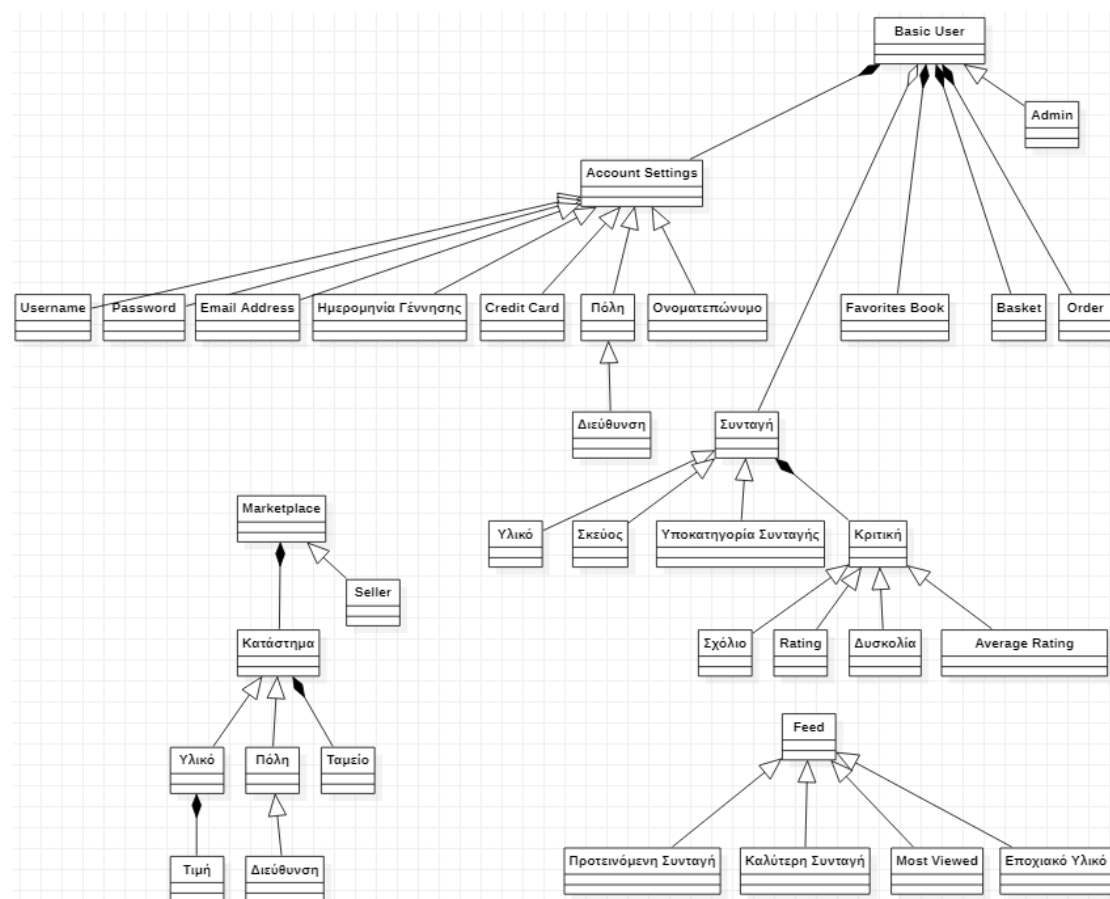 Basic User
Admin
Account Settings
Username
Password
Email Address
Ημερομηνία Γέννησης
Credit Card
Πόλη
Ονοματεπώνυμο
Favorites Book
Basket
Order
Διεύθυνση
Συνταγή
Marketplace
Υλικό
Σκεύος
Υποκατηγορία Συνταγής
Κριτική
Seller
Κατάστημα
Σχόλιο
Rating
Δυσκολία
Average Rating
Feed
Υλικό
Πόλη
Ταμείο
Τιμή
Διεύθυνση
Προτεινόμενη Συνταγή
Καλύτερη Συνταγή
Most Viewed
Εποχιακό Υλικό